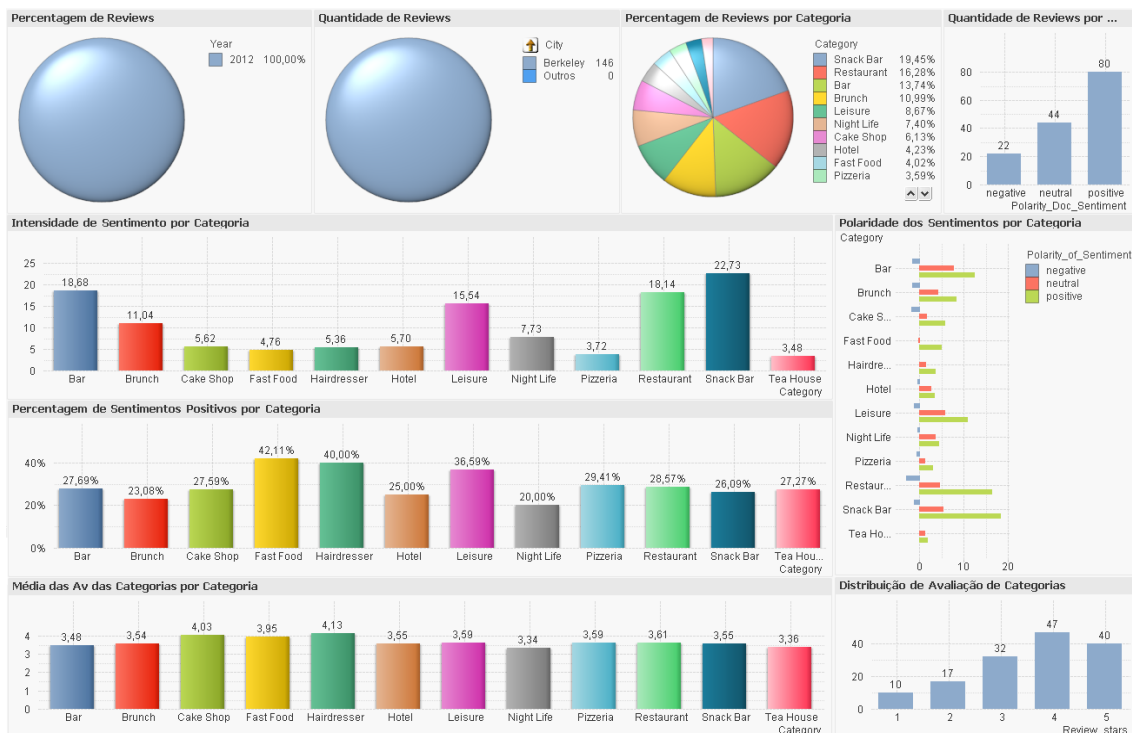 Percentagem de Reviews
Year
2012 100,00%
Quantidade de Reviews
City
Berkeley 146
Outros 0
Percentagem de Reviews por Categoria
Category
Snack Bar 19,45%
Restaurant 16,28%
Bar 13,74%
Brunch 10,99%
Leisure 8,67%
Night Life 7,40%
Cake Shop 6,13%
Hotel 4,23%
Fast Food 4,02%
Pizzeria 3,59%
Quantidade de Reviews por ...
80
60
40
20
0
22 44 80
negative neutral positive
Polarity_Doc_Sentiment
Intensidade de Sentimento por Categoria
25
20
15
10
5
0
18,68 11,04 5,62 4,76 5,36 5,70 15,54 7,73 3,72 18,14 22,73 3,48
Bar Brunch Cake Shop Fast Food Hairdresser Hotel Leisure Night Life Pizzeria Restaurant Snack Bar Tea House
Category
Polaridade dos Sentimentos por Categoria
Category
Polarity_of_Sentiment
negative
neutral
positive
Bar
Brunch
Cake S...
Fast Food
Hairdre...
Hotel
Leisure
Night Life
Pizzeria
Restaur...
Snack Bar
Tea Ho...
0 10 20
Percentagem de Sentimentos Positivos por Categoria
40%
20%
0%
27,69% 23,08% 27,59% 42,11% 40,00% 25,00% 36,59% 20,00% 29,41% 28,57% 26,09% 27,27%
Bar Brunch Cake Shop Fast Food Hairdresser Hotel Leisure Night Life Pizzeria Restaurant Snack Bar Tea Hou...
Category
Média das Av das Categorias por Categoria
4
3
2
1
0
3,48 3,54 4,03 3,95 4,13 3,55 3,59 3,34 3,59 3,61 3,55 3,36
Bar Brunch Cake Shop Fast Food Hairdresser Hotel Leisure Night Life Pizzeria Restaurant Snack Bar Tea House
Category
Distribuição de Avaliação de Categorias
40
20
0
10 17 32 47 40
1 2 3 4 5
Review_stars